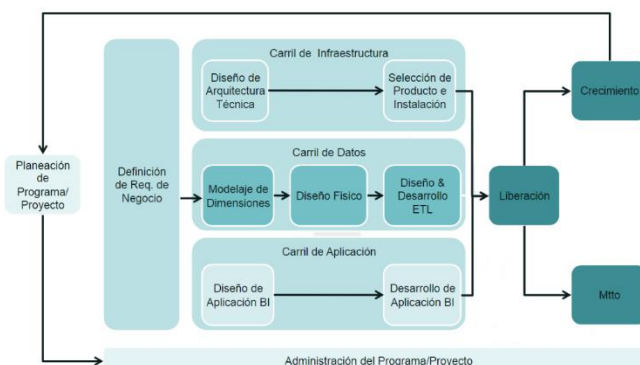 Carril de Infraestructura
Diseño de
Arquitectura
Técnica
Selección de
Producto e
Instalación
Crecimiento
Planeación
de
Programa/
Proyecto
Definición
de Req. de
Negocio
Carril de Datos
Modelaje de
Dimensiones
Diseño Fisico
Diseño &
Desarrollo
ETL
Liberación
Carril de Aplicación
Diseño de
Aplicación BI
Desarrollo de
Aplicación BI
Mtto
Administración del Programa/Proyecto